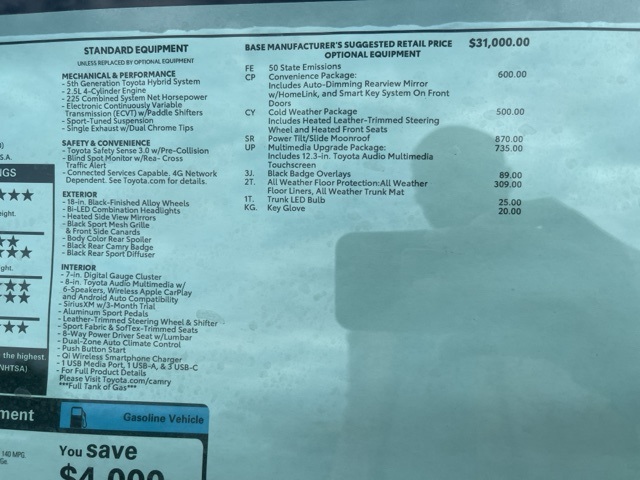 STANDARD EQUIPMENT
UNLESS REPLACED BY OPTIONAL EQUIPMENT
MECHANICAL & PERFORMANCE
- 5th Generation Toyota Hybrid System
- 2.5L 4-Cylinder Engine
- 225 Combined System Net Horsepower
- Electronic Continuously Variable
Transmission (ECVT) w/Paddle Shifters
- Sport-Tuned Suspension
- Single Exhaust w/Dual Chrome Tips
SAFETY & CONVENIENCE
- Toyota Safety Sense 3.0 w/Pre-Collision
- Blind Spot Monitor w/Rea- Cross
Traffic Alert
- Connected Services Capable. 4G Network
Dependent. See Toyota.com for details.
EXTERIOR
- 18-in. Black-Finished Alloy Wheels
- Bi-LED Combination Headlights
- Heated Side View Mirrors
- Black Sport Mesh Grille
& Front Side Canards
- Body Color Rear Spoiler
- Black Rear Camry Badge
- Black Rear Sport Diffuser
INTERIOR
- 7-in. Digital Gauge Cluster
- 8-in. Toyota Audio Multimedia w/
6-Speakers, Wireless Apple CarPlay
and Android Auto Compatibility
- SiriusXM w/3-Month Trial
- Aluminum Sport Pedals
- Leather-Trimmed Steering Wheel & Shifter
- Sport Fabric & SofTex-Trimmed Seats
- 8-Way Power Driver Seat w/Lumbar
- Dual-Zone Auto Climate Control
- Push Button Start
- Qi Wireless Smartphone Charger
- 1 USB Media Port, 1 USB-A, & 3 USB-C
- For Full Product Details
Please Visit Toyota.com/camry
***Full Tank of Gas***
BASE MANUFACTURER'S SUGGESTED RETAIL PRICE $31,000.00
OPTIONAL EQUIPMENT
FE 50 State Emissions
CP Convenience Package: 600.00
Includes Auto-Dimming Rearview Mirror
w/HomeLink, and Smart Key System On Front
Doors
CY Cold Weather Package 500.00
Includes Heated Leather-Trimmed Steering
Wheel and Heated Front Seats
SR Power Tilt/Slide Moonroof 870.00
UP Multimedia Upgrade Package: 735.00
Includes 12.3-in. Toyota Audio Multimedia
Touchscreen
3J. Black Badge Overlays 89.00
2T. All Weather Floor Protection:All Weather 309.00
Floor Liners, All Weather Trunk Mat
1T. Trunk LED Bulb 25.00
KG. Key Glove 20.00
S.A.
NGS
eight.
ght.
the highest.
NHTSA)
ment
Gasoline Vehicle
140 MPG
You save
$4,000